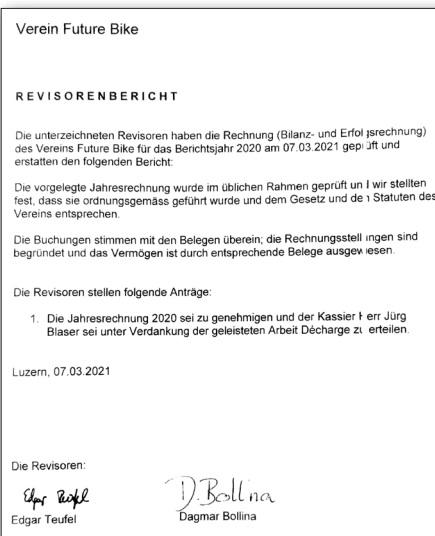 Verein Future Bike
REVISORENBERICHT
Die unterzeichneten Revisoren haben die Rechnung (Bilanz- und Erfolgsrechnung)
des Vereins Future Bike für das Berichtsjahr 2020 am 07.03.2021 geprüft und
erstatten den folgenden Bericht:
Die vorgelegte Jahresrechnung wurde im üblichen Rahmen geprüft und wir stellten
fest, dass sie ordnungsgemäss geführt wurde und dem Gesetz und den Statuten des
Vereins entsprechen.
Die Buchungen stimmen mit den Belegen überein; die Rechnungsstellungen sind
begründet und das Vermögen ist durch entsprechende Belege ausgewiesen.
Die Revisoren stellen folgende Anträge:
1. Die Jahresrechnung 2020 sei zu genehmigen und der Kassier Herr Jürg
Blaser sei unter Verdankung der geleisteten Arbeit Décharge zu erteilen.
Luzern, 07.03.2021
Die Revisoren:
Edgar Teufel D. Bollina
Edgar Teufel Dagmar Bollina